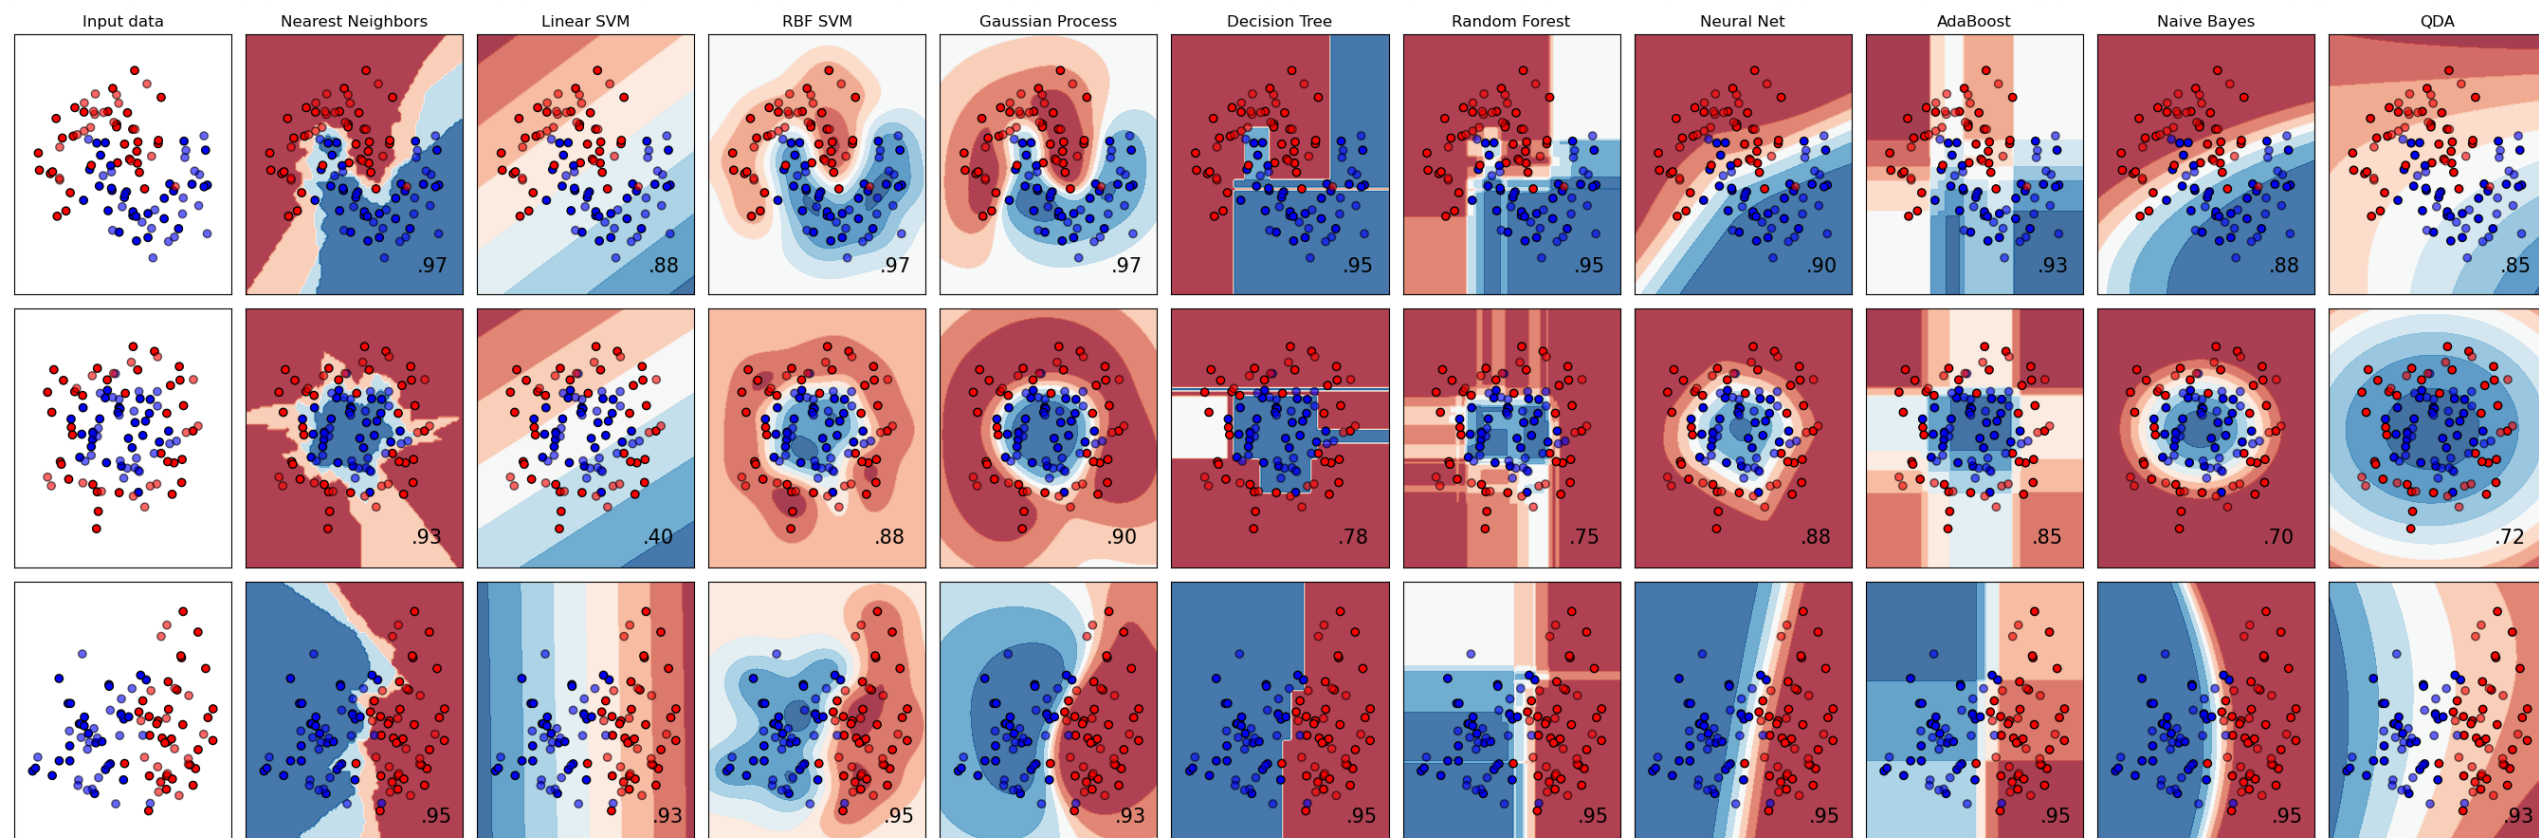 Input data
Nearest Neighbors
Linear SVM
RBF SVM
Gaussian Process
Decision Tree
Random Forest
Neural Net
AdaBoost
Naive Bayes
QDA
.97
.88
.97
.97
.95
.95
.90
.93
.88
.85
.93
.40
.88
.90
.78
.75
.88
.85
.70
.72
.95
.93
.95
.93
.95
.95
.95
.95
.95
.93